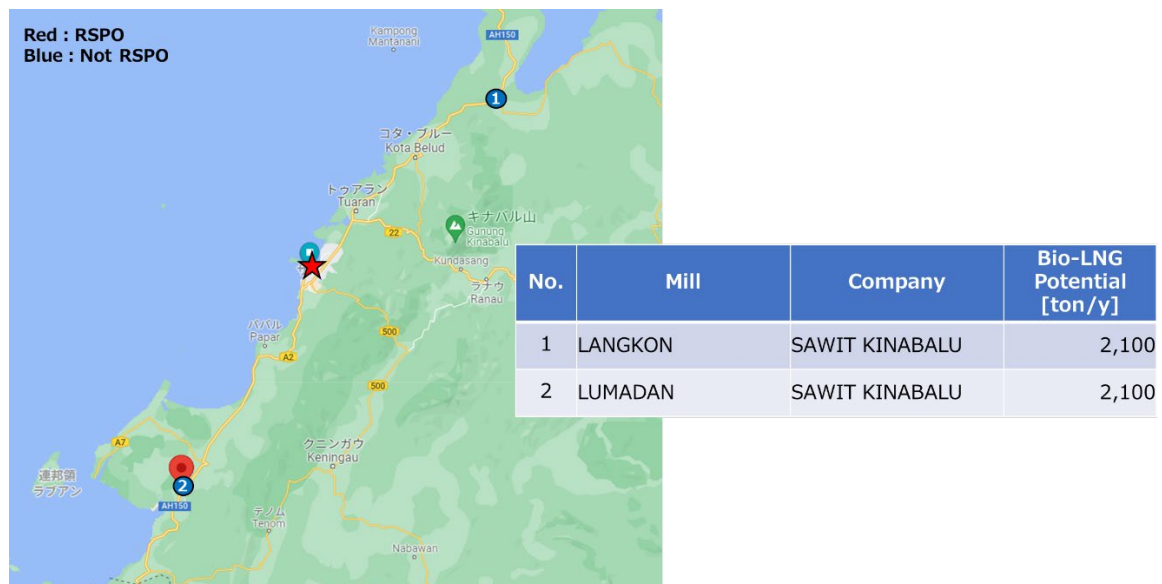 Red : RSPO
Blue : Not RSPO
Kampong
Mantanani
AH150
1
コタ・ブルー
Kota Belud
トゥアラン
Tuaran
キナバル山
Gunung
Kinabalu
22
Kundasang
ラナウ
Ranau
500
パパル
Papar
A2
500
クニンガウ
Keningau
A7
連邦領
ラブアン
2
AH150
テノム
Tenom
Nabawan
No. Mill Company Bio-LNG
Potential
[ton/y]
1 LANGKON SAWIT KINABALU 2,100
2 LUMADAN SAWIT KINABALU 2,100